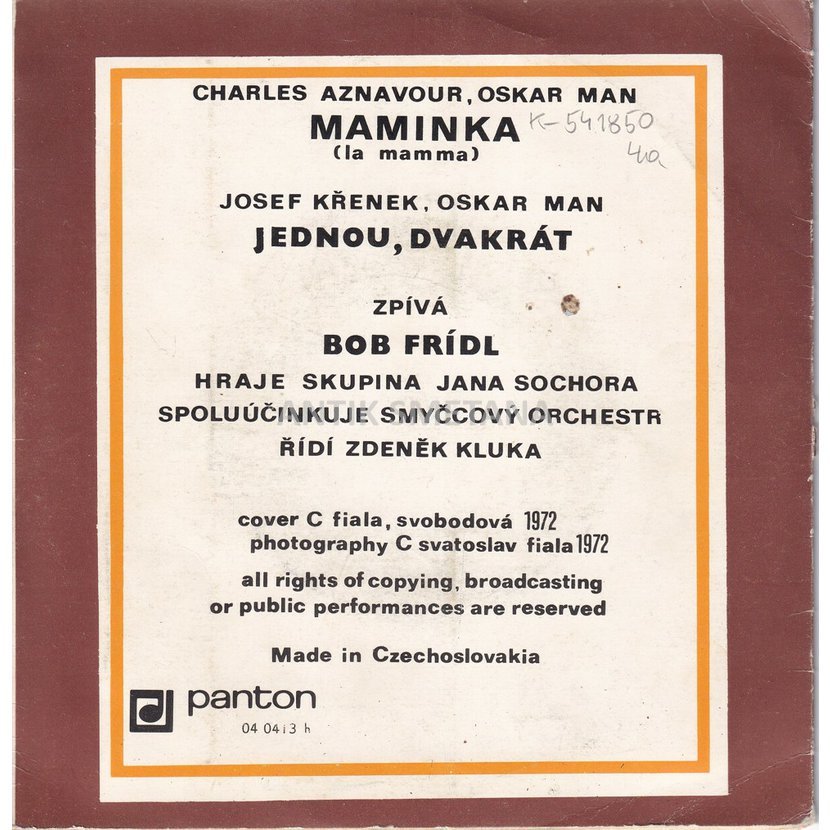 CHARLES AZNAVOUR, OSKAR MAN
MAMINKA
K-541850
(la mamma)
4a
JOSEF KŘENEK, OSKAR MAN
JEDNOU, DVAKRÁT
ZPÍVÁ
BOB FRÍDL
HRAJE SKUPINA JANA SOCHORA
ANTIK SMETANA
SPOLUÚČINKUJE SMYČCOVÝ ORCHESTR
ŘÍDÍ ZDENĚK KLUKA
cover C fiala, svobodová 1972
photography C svatoslav fiala 1972
all rights of copying, broadcasting
or public performances are reserved
Made in Czechoslovakia
panton
04 0413 h